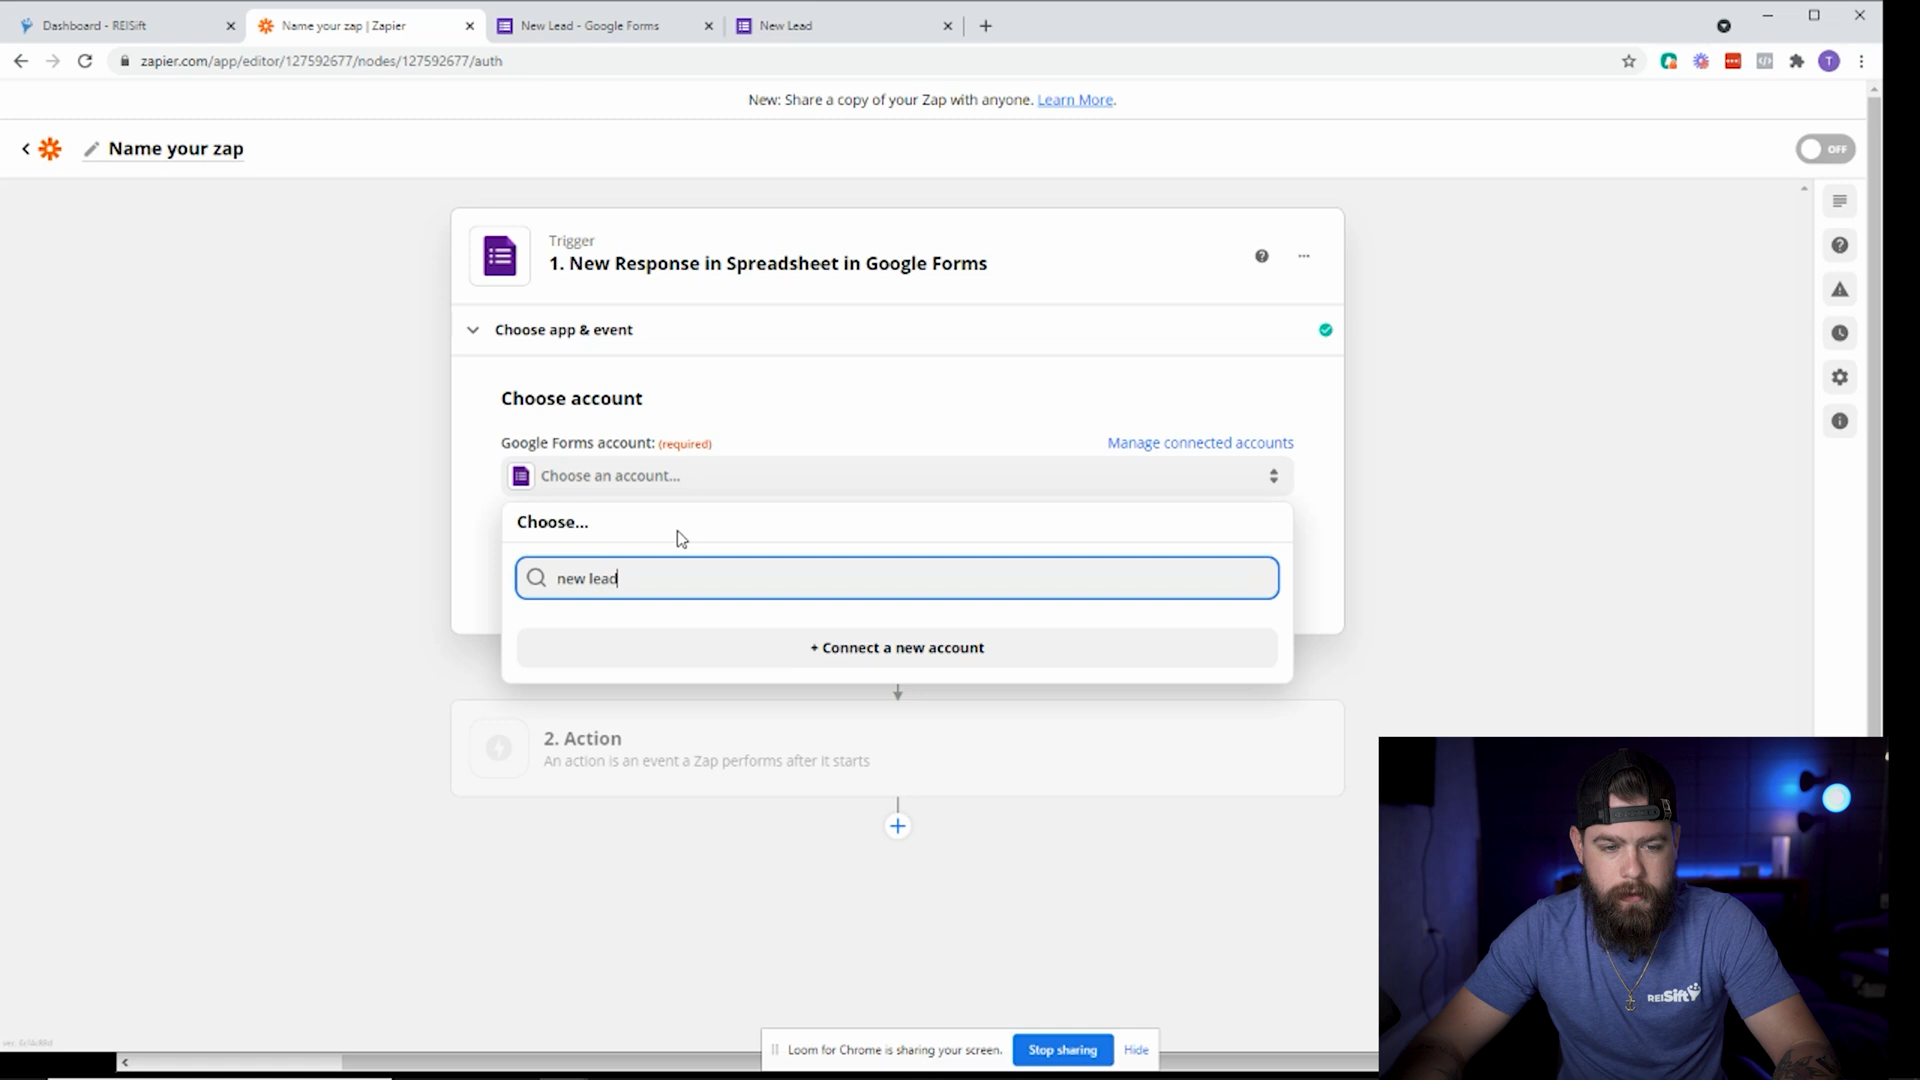 Dashboard - REISift
Name your zap | Zapier
New Lead - Google Forms
New Lead
zapier.com/app/editor/127592677/nodes/127592677/auth
T
New: Share a copy of your Zap with anyone. Learn More.
Name your zap
OFF
Trigger
1. New Response in Spreadsheet in Google Forms
Choose app & event
Choose account
Google Forms account: (required)
Manage connected accounts
Choose an account...
Choose...
new lead
+ Connect a new account
2. Action
An action is an event a Zap performs after it starts
REISift
Loom for Chrome is sharing your screen.
Stop sharing
Hide